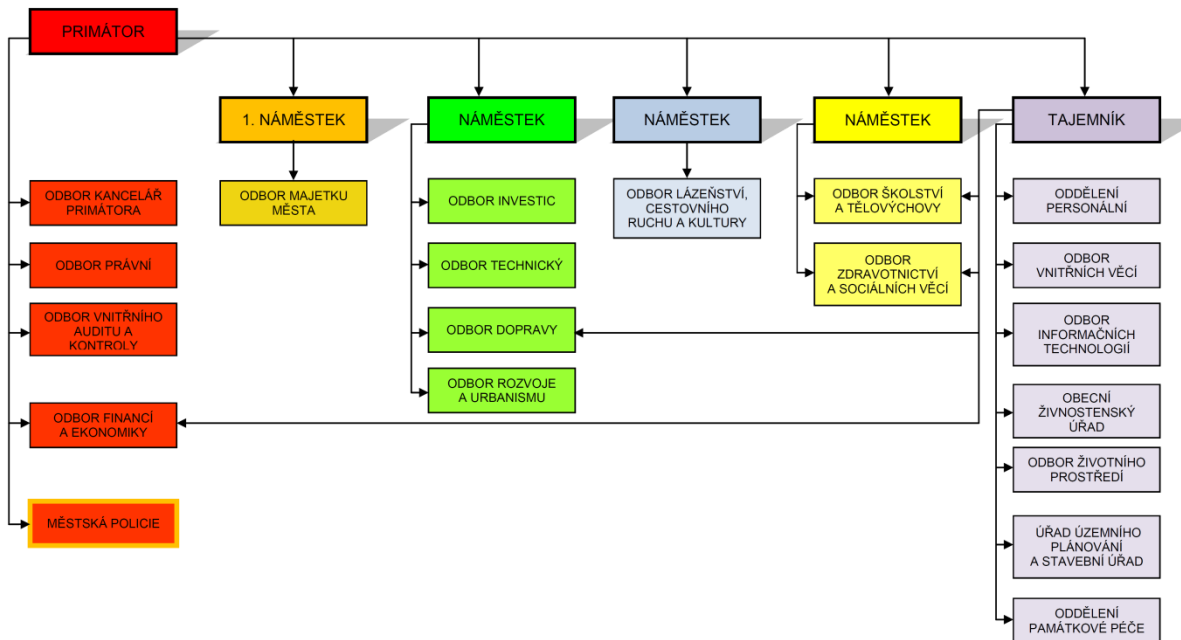 PRIMÁTOR
1. NÁMĚSTEK
NÁMĚSTEK
NÁMĚSTEK
NÁMĚSTEK
TAJEMNÍK
ODBOR KANCELÁŘ
PRIMÁTORA
ODBOR PRÁVNÍ
ODBOR VNITŘNÍHO
AUDITU A
KONTROLY
ODBOR FINANCÍ
A EKONOMIKY
MĚSTSKÁ POLICIE
ODBOR MAJETKU
MĚSTA
ODBOR INVESTIC
ODBOR TECHNICKÝ
ODBOR DOPRAVY
ODBOR ROZVOJE
A URBANISMU
ODBOR LÁZEŇSTVÍ,
CESTOVNÍHO
RUCHU A KULTURY
ODBOR ŠKOLSTVÍ
A TĚLOVÝCHOVY
ODBOR
ZDRAVOTNICTVÍ
A SOCIÁLNÍCH VĚCÍ
ODDĚLENÍ
PERSONÁLNÍ
ODBOR
VNITŘNÍCH VĚCÍ
ODBOR
INFORMAČNÍCH
TECHNOLOGIÍ
OBECNÍ
ŽIVNOSTENSKÝ
ÚŘAD
ODBOR ŽIVOTNÍHO
PROSTŘEDÍ
ÚŘAD ÚZEMNÍHO
PLÁNOVÁNÍ
A STAVEBNÍ ÚŘAD
ODDĚLENÍ
PAMÁTKOVÉ PÉČE